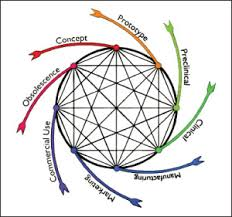 Concept
Prototype
Preclinical
Clinical
Manufacturing
Marketing
Commercial Use
Obsolescence